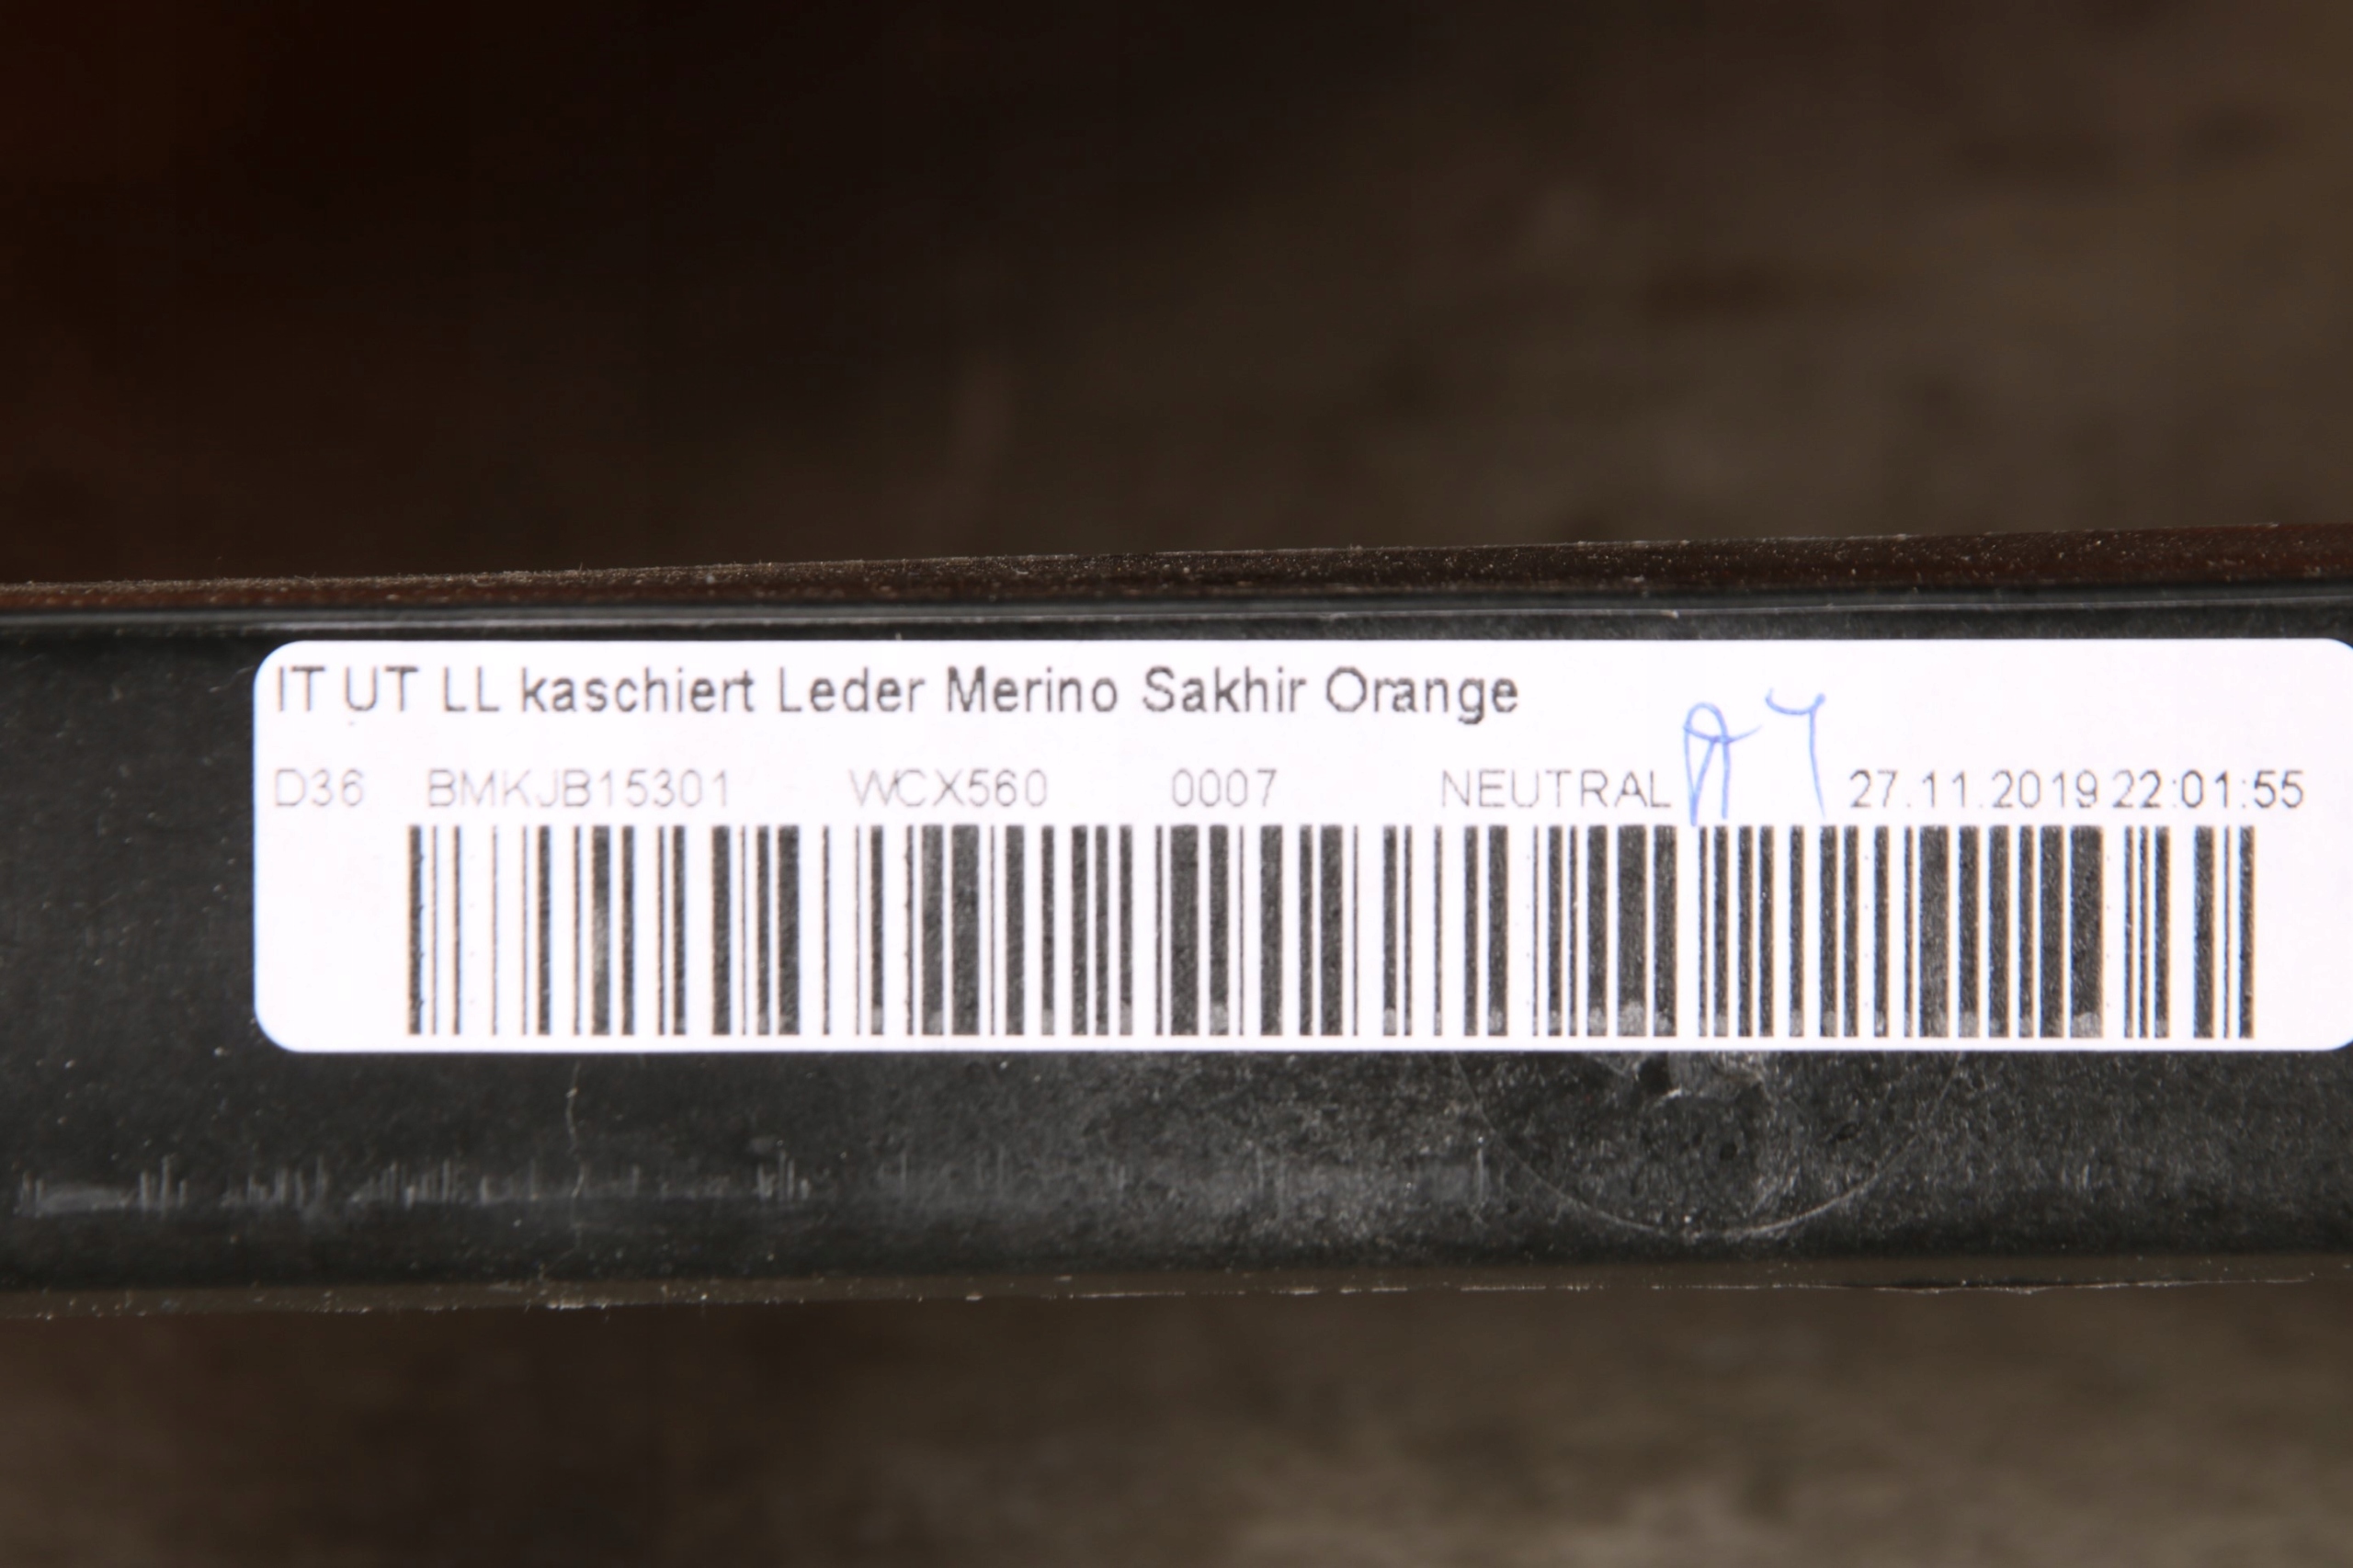 IT UT LL kaschiert Leder Merino Sakhir Orange
D36 BMKJB15301 WCX560 0007 NEUTRAL 27.11.2019 22:01:55